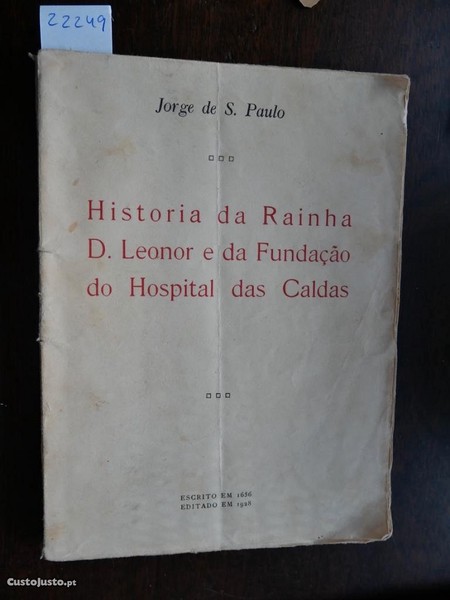 22249
Jorge de S. Paulo
Historia da Rainha
D. Leonor e da Fundação
do Hospital das Caldas
ESCRITO EM 1656
EDITADO EM 1928
CustoJusto.pt